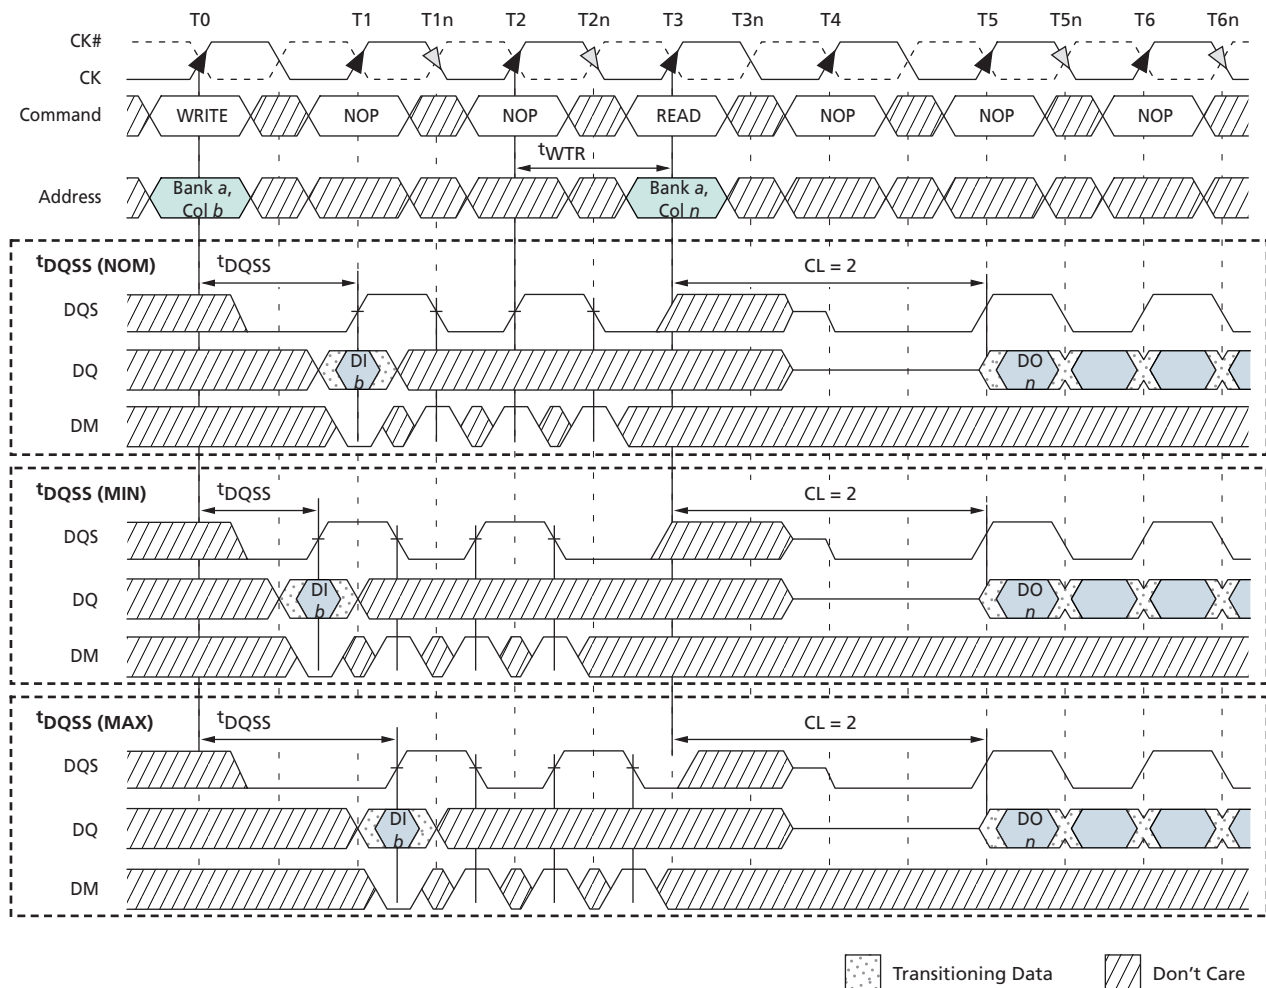 T0 T1 T1n T2 T2n T3 T3n T4 T5 T5n T6 T6n
CK#
CK
Command WRITE NOP NOP READ NOP NOP NOP
tWTR
Address Bank a, Col b Bank a, Col n
tDQSS (NOM) tDQSS CL = 2
DQS
DQ DI b DO n
DM
tDQSS (MIN) tDQSS CL = 2
DQS
DQ DI b DO n
DM
tDQSS (MAX) tDQSS CL = 2
DQS
DQ DI b DO n
DM
Transitioning Data Don't Care